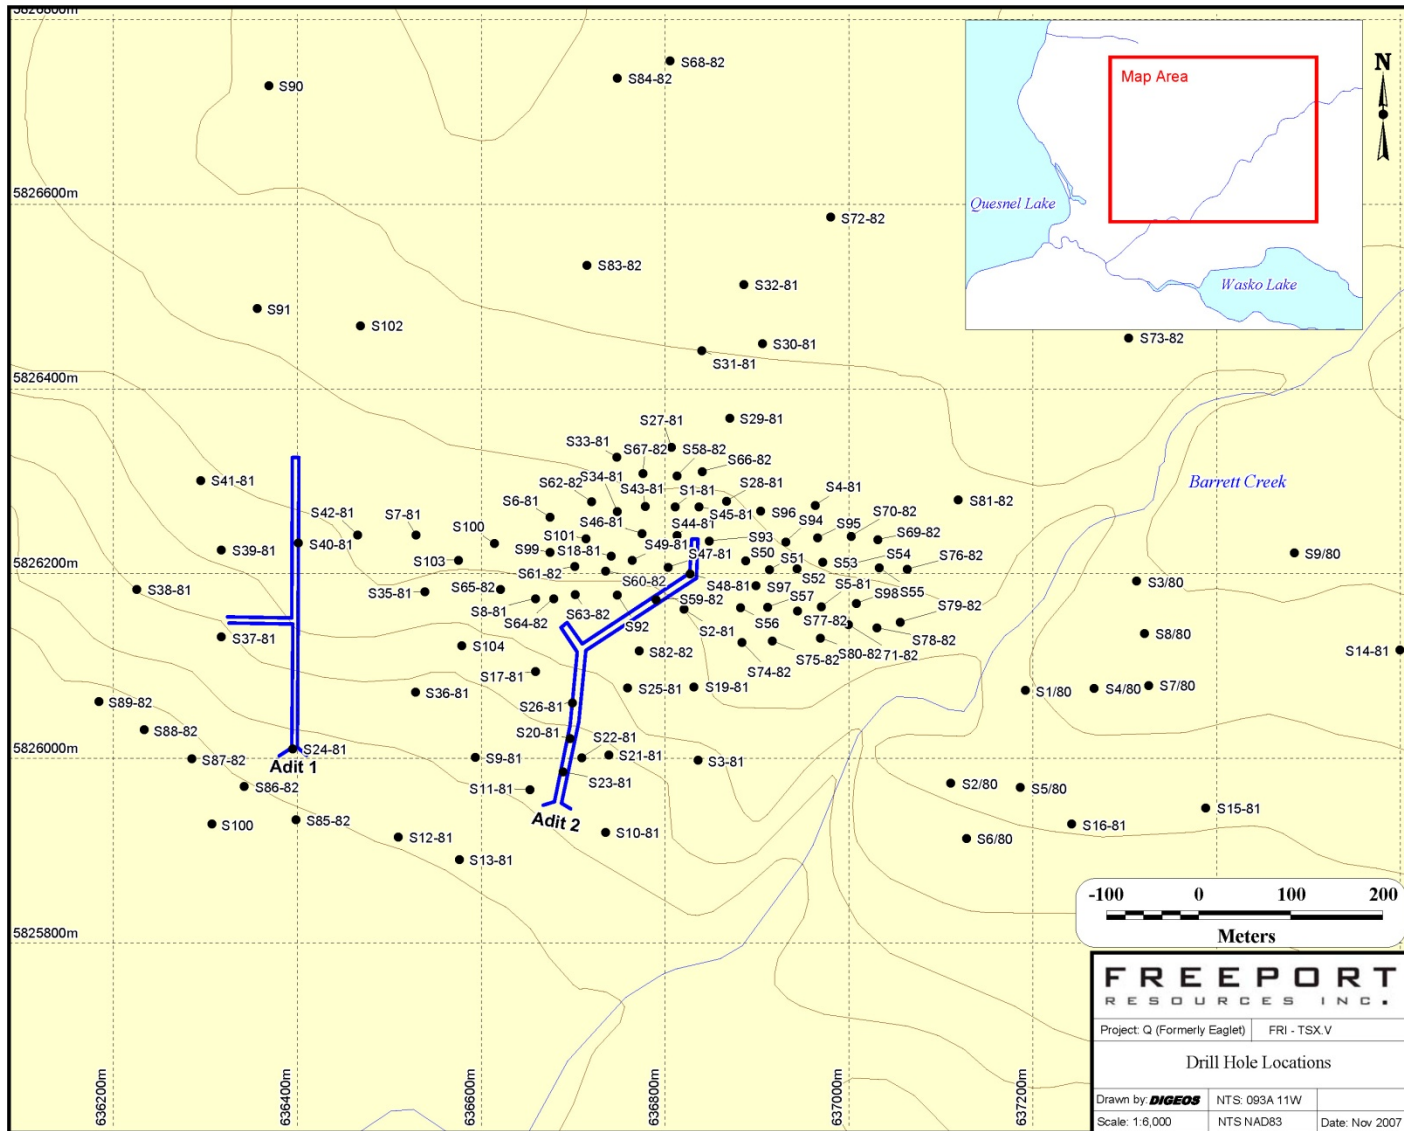 5826800m
S68-82
S84-82
S90
Map Area
N
5826600m
Quesnel Lake
S72-82
S83-82
S32-81
Wasko Lake
S91
S102
S30-81
S31-81
S73-82
5826400m
S29-81
S27-81
S33-81
S67-82
S58-82
S66-82
S41-81
S62-82
S34-81
S43-81
S1-81
S28-81
S4-81
S81-82
Barrett Creek
S6-81
S42-81
S7-81
S100
S46-81
S45-81
S96
S94
S95
S70-82
S101
S44-81
S93
S69-82
S39-81
S40-81
S103
S99
S18-81
S49-81
S47-81
S50
S51
S53
S54
S76-82
S9/80
5826200m
S61-82
S60-82
S52
S38-81
S35-81
S65-82
S48-81
S97
S5-81
S3/80
S8-81
S63-82
S59-82
S57
S98
S55
S79-82
S64-82
S92
S2-81
S56
S77-82
S37-81
S78-82
S8/80
S104
S82-82
S74-82
S75-82
S80-82
S71-82
S14-81
S17-81
S36-81
S25-81
S19-81
S1/80
S4/80
S7/80
S89-82
S26-81
S88-82
S20-81
S22-81
5826000m
S24-81
S87-82
Adit 1
S9-81
S21-81
S3-81
S23-81
S86-82
S11-81
S2/80
S5/80
S100
S85-82
Adit 2
S10-81
S15-81
S12-81
S16-81
S6/80
S13-81
-100 0 100 200
Meters
5825800m
FREEPORT
RESOURCES INC.
Project: Q (Formerly Eaglet) FRI - TSX.V
Drill Hole Locations
Drawn by: DIGEOS NTS: 093A 11W
Scale: 1:6,000 NTS NAD83 Date: Nov 2007
636200m
636400m
636600m
636800m
637000m
637200m